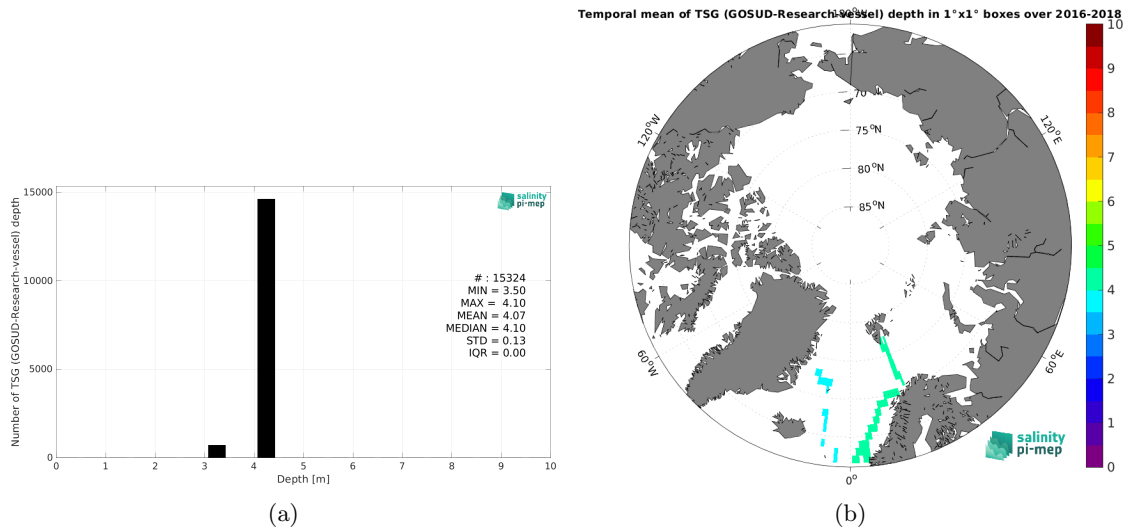 Temporal mean of TSG (GOSUD-Research-vessel) depth in 1°x1° boxes over 2016-2018
15000
10000
5000
0
Number of TSG (GOSUD-Research-vessel) depth
salinity
pi-mep
# : 15324
MIN = 3.50
MAX = 4.10
MEAN = 4.07
MEDIAN = 4.10
STD = 0.13
IQR = 0.00
0 1 2 3 4 5 6 7 8 9 10
Depth [m]
(a)
180°W
120°W
120°E
60°W
60°E
0°
70
75°N
80°N
85°N
salinity
pi-mep
10
9
8
7
6
5
4
3
2
1
0
(b)